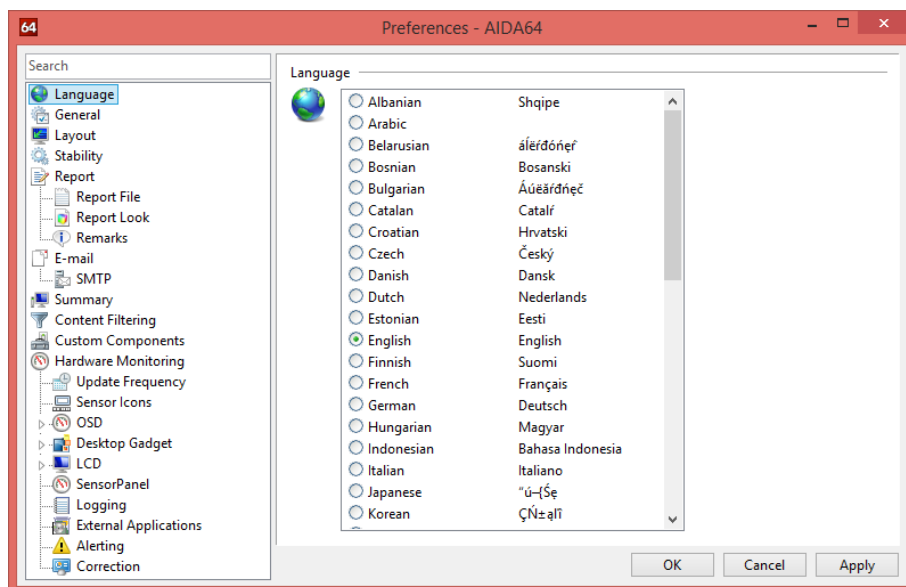 64 Preferences - AIDA64
Search
Language
General
Layout
Stability
Report
Report File
Report Look
Remarks
E-mail
SMTP
Summary
Content Filtering
Custom Components
Hardware Monitoring
Update Frequency
Sensor Icons
OSD
Desktop Gadget
LCD
SensorPanel
Logging
External Applications
Alerting
Correction
Language
Albanian Shqipe
Arabic
Belarusian áĺëŕđóńęŕ
Bosnian Bosanski
Bulgarian Áúëăŕđńęč
Catalan Catalŕ
Croatian Hrvatski
Czech Český
Danish Dansk
Dutch Nederlands
Estonian Eesti
English English
Finnish Suomi
French Français
German Deutsch
Hungarian Magyar
Indonesian Bahasa Indonesia
Italian Italiano
Japanese “ú–{Śę
Korean ÇŃ±ąîî
OK Cancel Apply